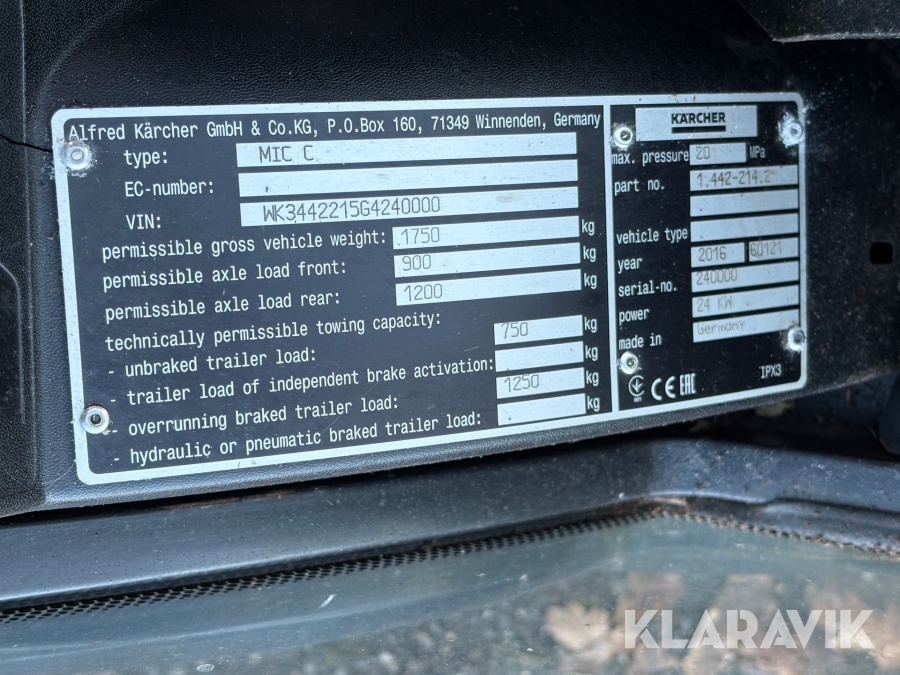 Alfred Kärcher GmbH & Co.KG, P.O.Box 160, 71349 Winnenden, Germany
type: MIC C
EC-number:
VIN: WK3442215G4240000
permissible gross vehicle weight: 1750 kg
permissible axle load front: 900 kg
permissible axle load rear: 1200 kg
technically permissible towing capacity:
- unbraked trailer load: 750 kg
- trailer load of independent brake activation: kg
- overrunning braked trailer load: 1250 kg
- hydraulic or pneumatic braked trailer load: kg
KÄRCHER
max. pressure 20 MPa
part no. 1.442-214.2
vehicle type
year 2016 60121
serial-no. 240000
power 24 KW
made in Germany
CE EAC IPX3
KLARAVIK